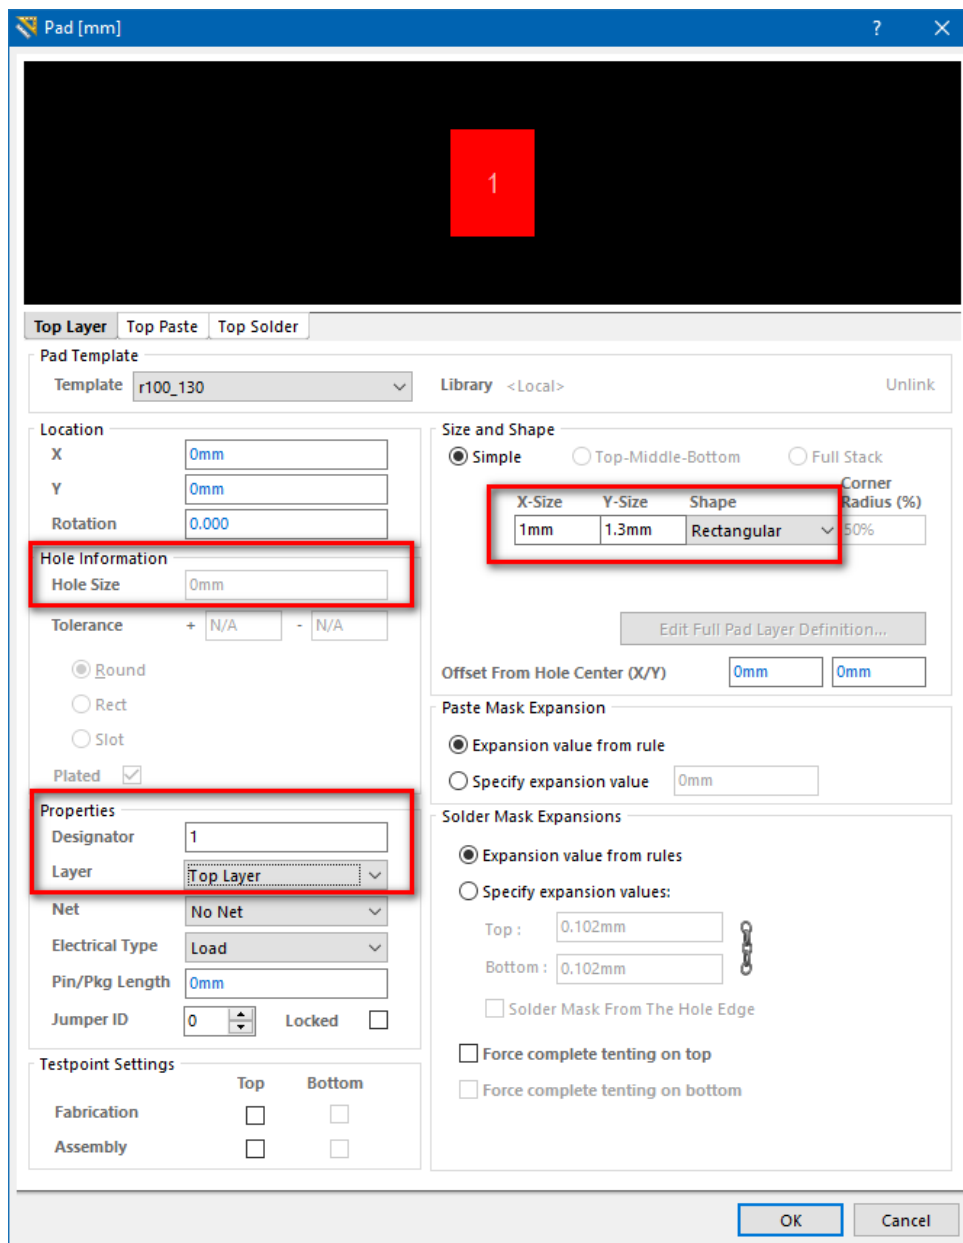 Pad [mm]
?
1
Top Layer Top Paste Top Solder
Pad Template
Template r100_130 Library <Local> Unlink
Location
X 0mm
Y 0mm
Rotation 0.000
Hole Information
Hole Size 0mm
Tolerance + N/A - N/A
Round
Rect
Slot
Plated
Properties
Designator 1
Layer Top Layer
Net No Net
Electrical Type Load
Pin/Pkg Length 0mm
Jumper ID 0 Locked
Testpoint Settings
Top Bottom
Fabrication
Assembly
Size and Shape
Simple Top-Middle-Bottom Full Stack
X-Size Y-Size Shape Corner Radius (%)
1mm 1.3mm Rectangular 50%
Edit Full Pad Layer Definition...
Offset From Hole Center (X/Y) 0mm 0mm
Paste Mask Expansion
Expansion value from rule
Specify expansion value 0mm
Solder Mask Expansions
Expansion value from rules
Specify expansion values:
Top : 0.102mm
Bottom : 0.102mm
Solder Mask From The Hole Edge
Force complete tenting on top
Force complete tenting on bottom
OK Cancel